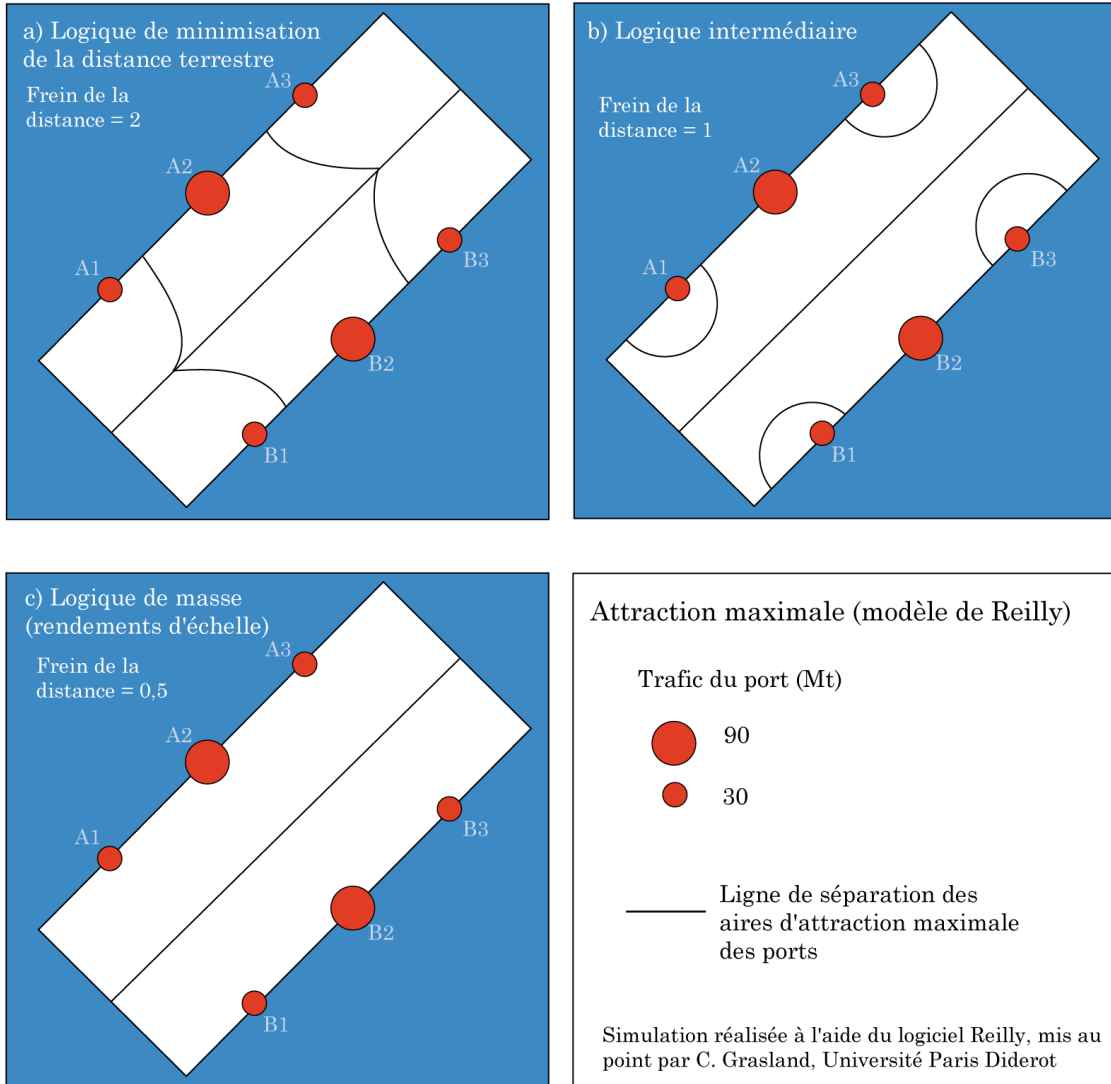 a) Logique de minimisation
de la distance terrestre
Frein de la
distance = 2
A3
A2
A1
B3
B2
B1
b) Logique intermédiaire
Frein de la
distance = 1
A3
A2
A1
B3
B2
B1
c) Logique de masse
(rendements d'échelle)
Frein de la
distance = 0,5
A3
A2
A1
B3
B2
B1
Attraction maximale (modèle de Reilly)
Trafic du port (Mt)
90
30
Ligne de séparation des
aires d'attraction maximale
des ports
Simulation réalisée à l'aide du logiciel Reilly, mis au
point par C. Grasland, Université Paris Diderot